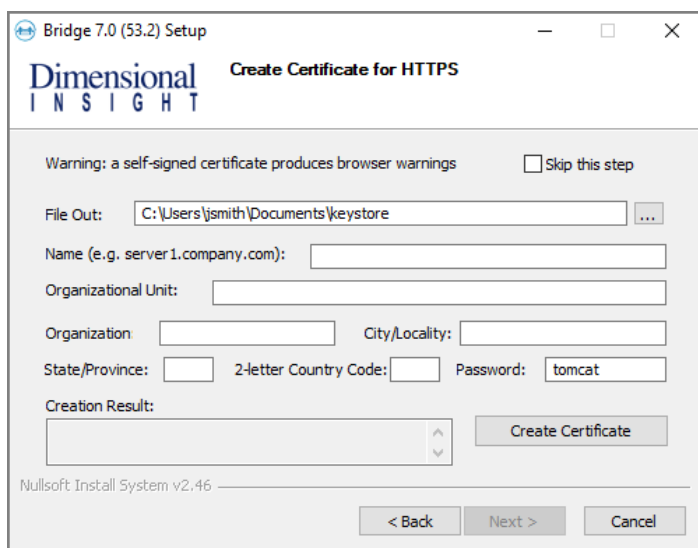 Bridge 7.0 (53.2) Setup
Dimensional
INSIGHT
Create Certificate for HTTPS
Warning: a self-signed certificate produces browser warnings
Skip this step
File Out:
C:\Users\jsmith\Documents\keystore
...
Name (e.g. server1.company.com):
Organizational Unit:
Organization
City/Locality:
State/Province:
2-letter Country Code:
Password:
tomcat
Creation Result:
Create Certificate
Nullsoft Install System v2.46
< Back
Next >
Cancel